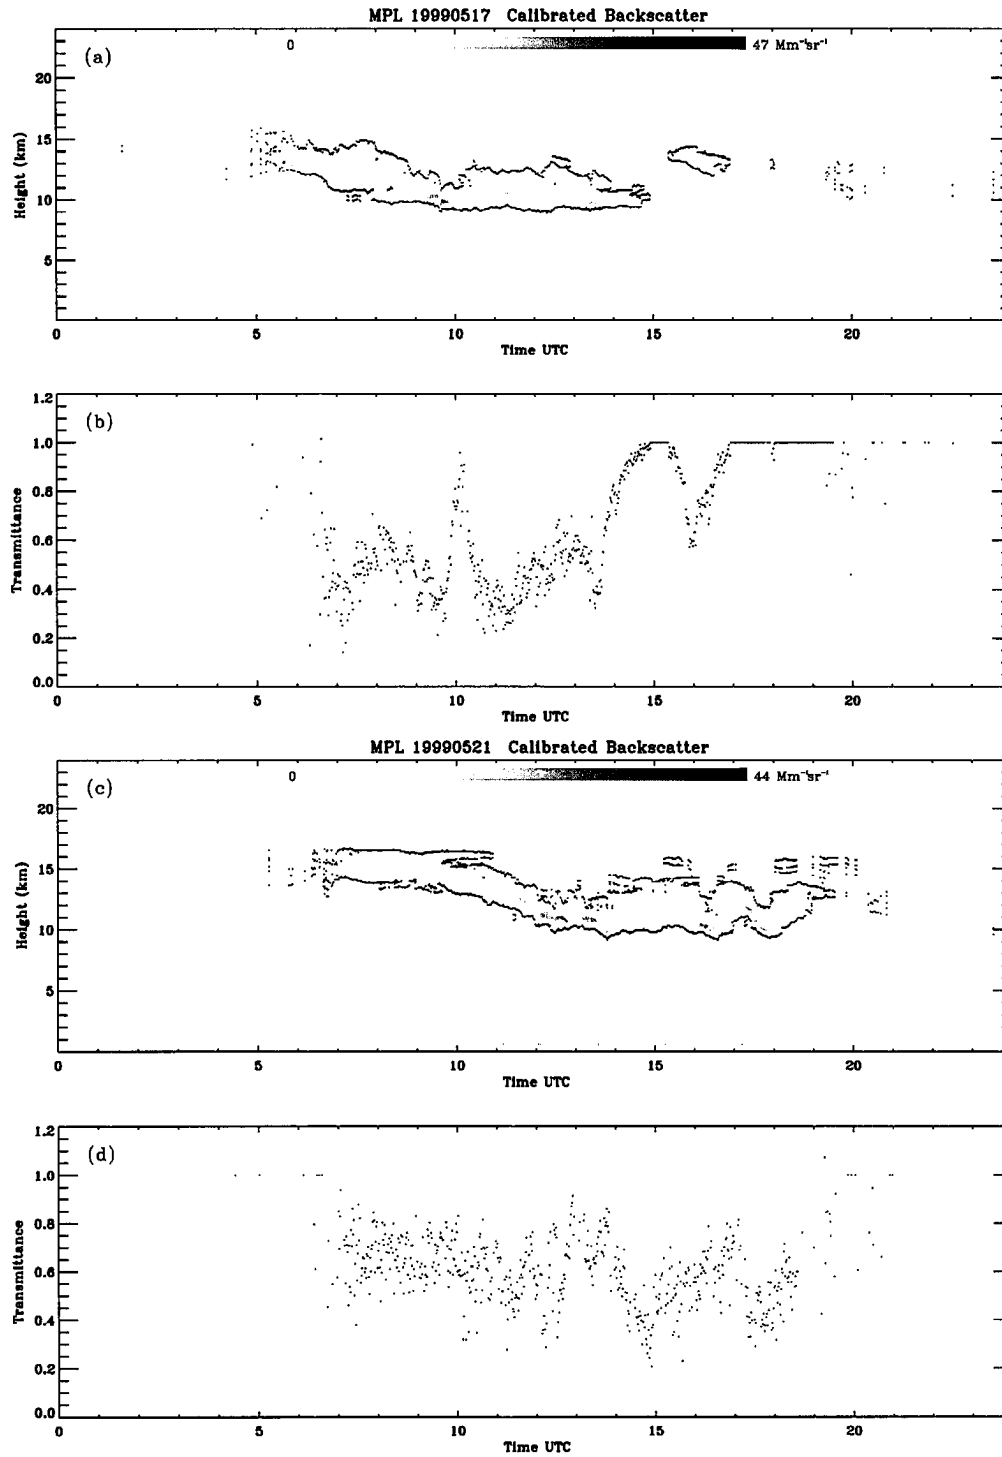 MPL 19990517 Calibrated Backscatter
(a)
0
47 Mm⁻¹sr⁻¹
Height (km)
20
15
10
5
0 5 10 15 20
Time UTC
(b)
Transmittance
1.2
1.0
0.8
0.6
0.4
0.2
0.0
0 5 10 15 20
Time UTC
MPL 19990521 Calibrated Backscatter
(c)
0
44 Mm⁻¹sr⁻¹
Height (km)
20
15
10
5
0 5 10 15 20
Time UTC
(d)
Transmittance
1.2
1.0
0.8
0.6
0.4
0.2
0.0
0 5 10 15 20
Time UTC